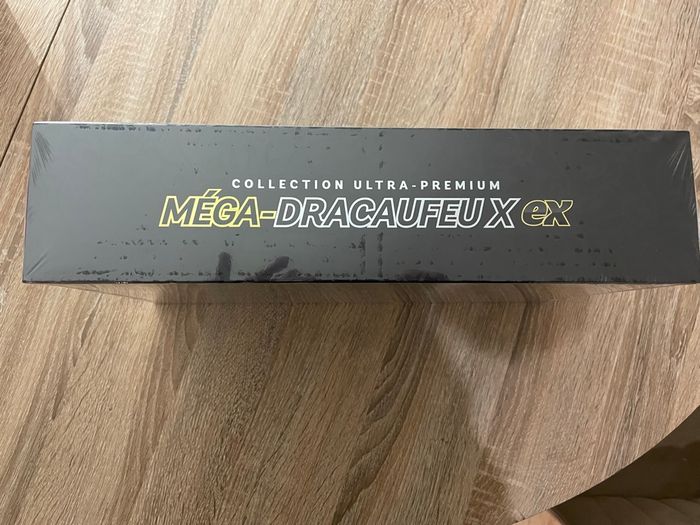 COLLECTION ULTRA-PREMIUM
MÉGA-DRACAUFEU X ex